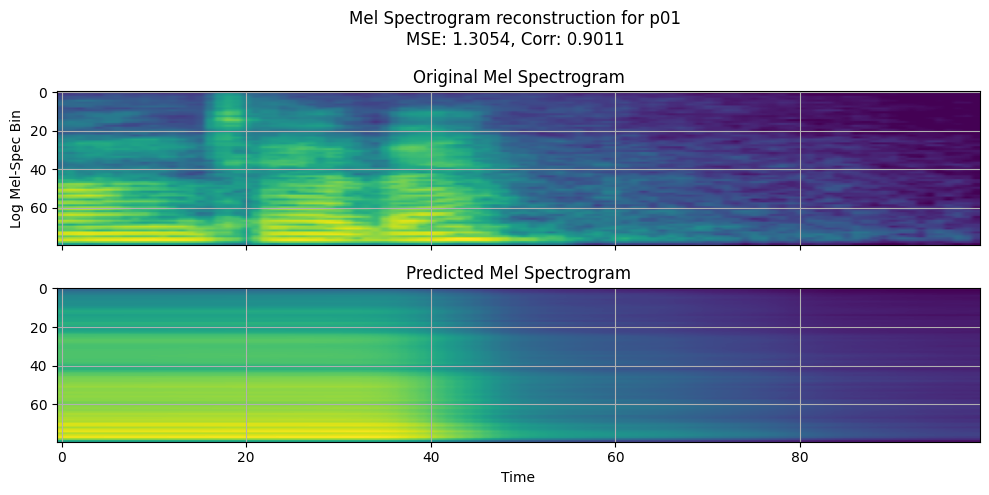 Mel Spectrogram reconstruction for p01
MSE: 1.3054, Corr: 0.9011
Original Mel Spectrogram
0
20
40
60
Log Mel-Spec Bin
Predicted Mel Spectrogram
0
20
40
60
0 20 40 60 80
Time